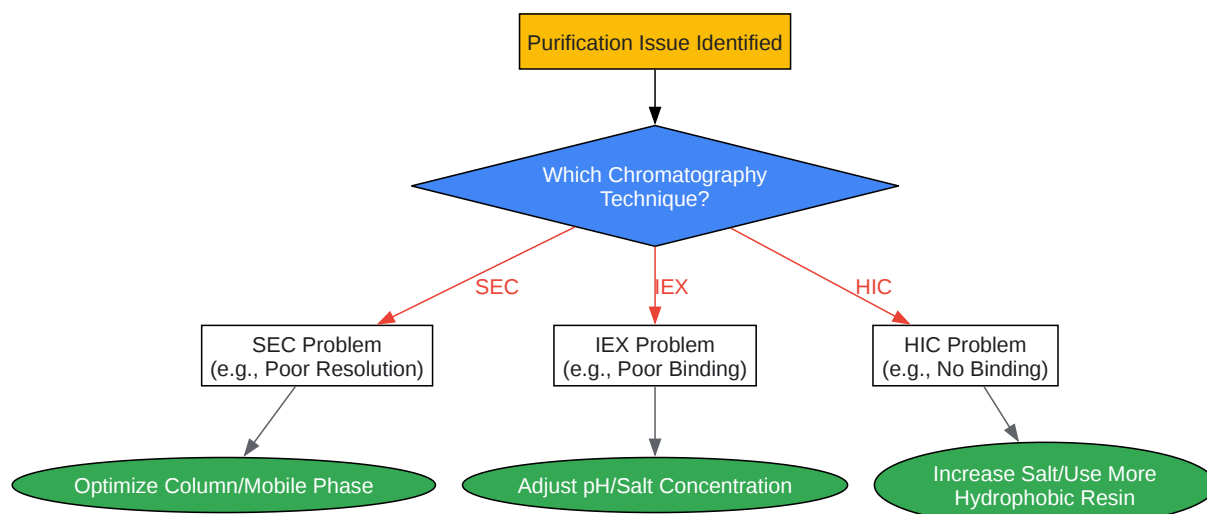 Purification Issue Identified
Which Chromatography
Technique?
SEC
IEX
HIC
SEC Problem
(e.g., Poor Resolution)
IEX Problem
(e.g., Poor Binding)
HIC Problem
(e.g., No Binding)
Optimize Column/Mobile Phase
Adjust pH/Salt Concentration
Increase Salt/Use More
Hydrophobic Resin